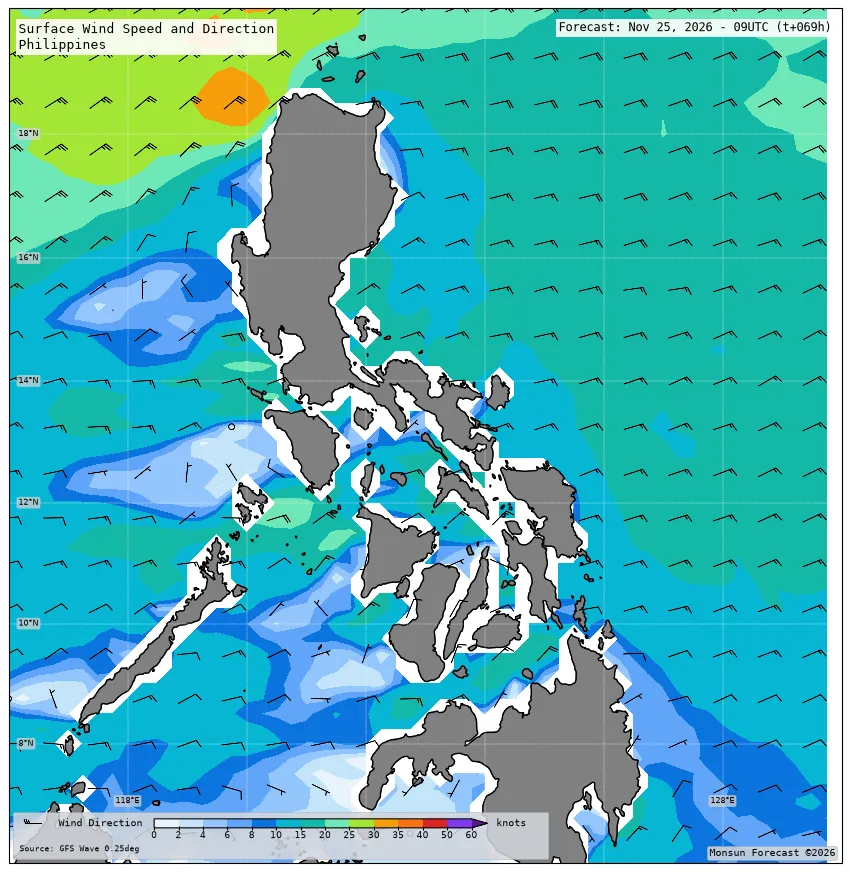 Surface Wind Speed and Direction
Philippines
Forecast: Nov 25, 2026 - 09UTC (t+069h)
18°N
16°N
14°N
12°N
10°N
8°N
118°E
128°E
Wind Direction
knots
0 2 4 6 8 10 15 20 25 30 35 40 50 60
Source: GFS Wave 0.25deg
Monsun Forecast ©2026